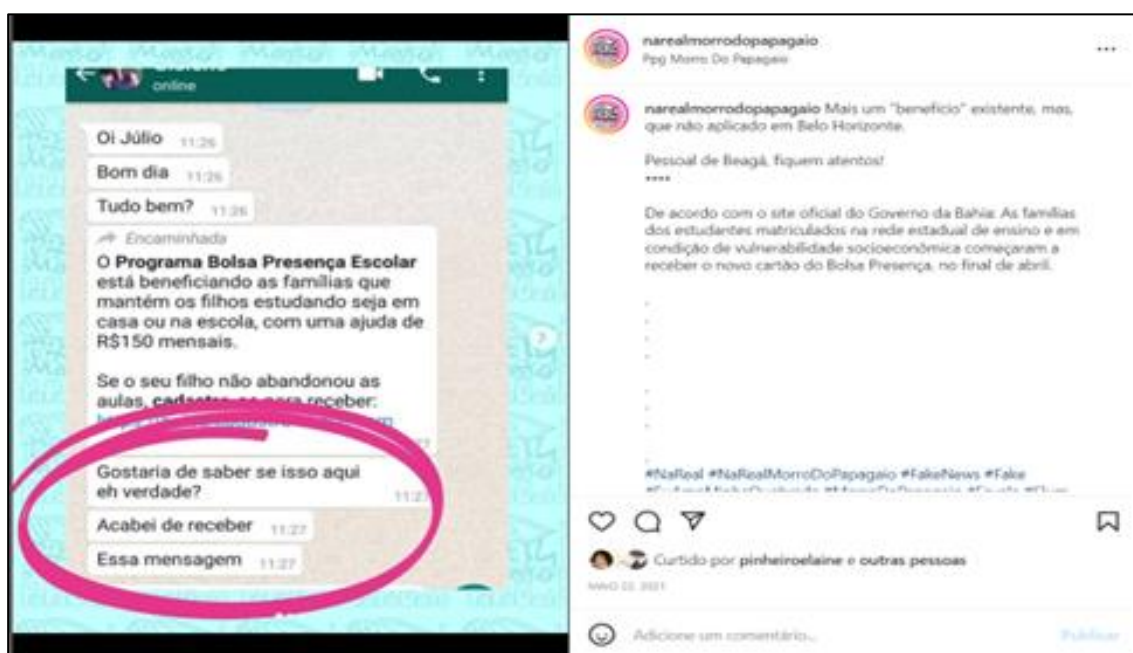 online
Oi Júlio 11:26
Bom dia 11:26
Tudo bem? 11:26
Encaminhada
O Programa Bolsa Presença Escolar
está beneficiando as famílias que
mantém os filhos estudando seja em
casa ou na escola, com uma ajuda de
R$150 mensais.
Se o seu filho não abandonou as
aulas, para receber:
Gostaria de saber se isso aqui
eh verdade? 11:27
Acabei de receber 11:27
Essa mensagem 11:27
narealmorrodopapagaio
Ppg Morro Do Papagaio
narealmorrodopapagaio Mais um "benefício" existente, mas,
que não aplicado em Belo Horizonte.
Pessoal de Beagá, fiquem atentos!
****
De acordo com o site oficial do Governo da Bahia: As famílias
dos estudantes matriculados na rede estadual de ensino e em
condição de vulnerabilidade socioeconômica começaram a
receber o novo cartão do Bolsa Presença, no final de abril.
.
.
.
.
.
.
.
.
#NaReal #NaRealMorroDoPapagaio #FakeNews #Fake
Curtido por pinheiroelaine e outras pessoas
MAIO 22, 2021
Adicione um comentário... Publicar